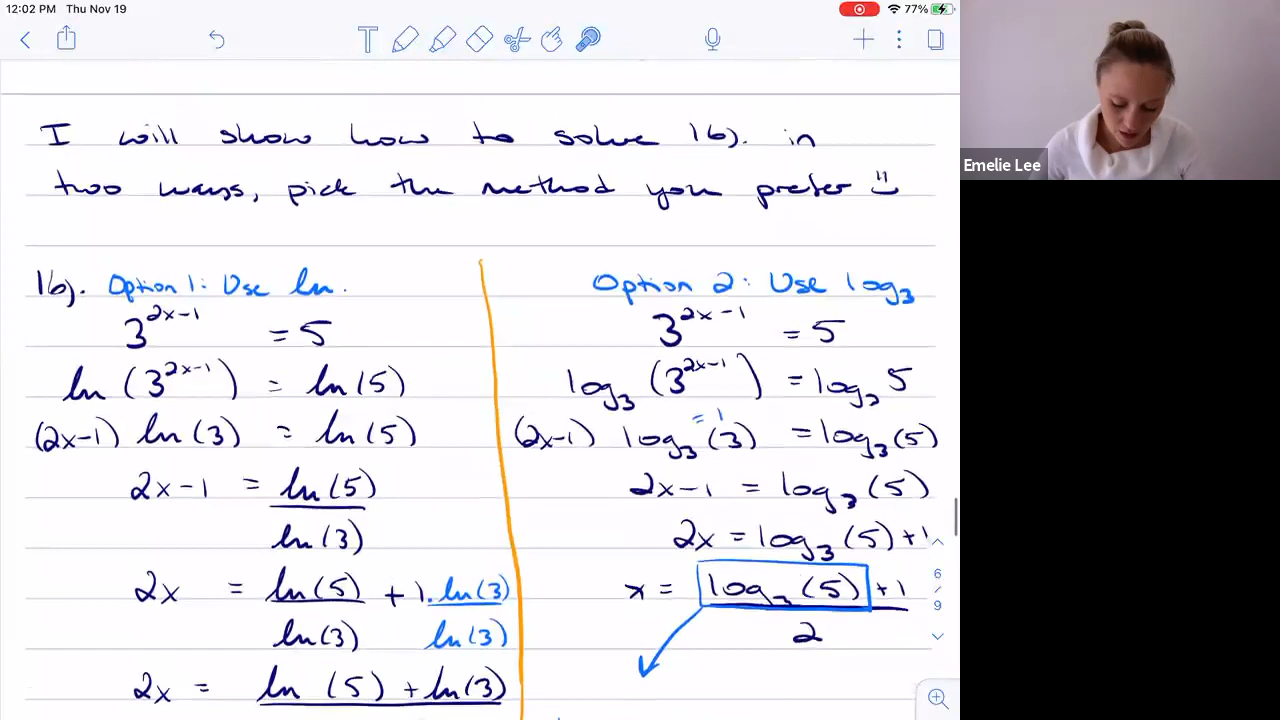 12:02 PM Thu Nov 19
77%
I will show how to solve 16). in
two ways, pick the method you prefer
16). Option 1: Use ln.
3^{2x-1} = 5
ln (3^{2x-1}) = ln(5)
(2x-1) ln(3) = ln(5)
2x-1 = ln(5)
ln(3)
2x = ln(5) + 1·ln(3)
ln(3) ln(3)
2x = ln (5) + ln(3)
Option 2: Use log₃
3^{2x-1} = 5
log₃ (3^{2x-1}) = log₃ 5
= 1
(2x-1) log₃ (3) = log₃(5)
2x-1 = log₃(5)
2x = log₃(5)+1
x = log₃(5) +1
2
6
9
Emelie Lee